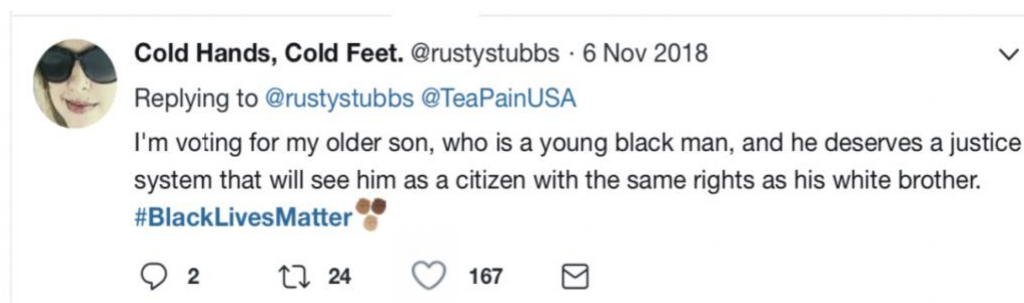 Cold Hands, Cold Feet. @rustystubbs · 6 Nov 2018
Replying to @rustystubbs @TeaPainUSA
I'm voting for my older son, who is a young black man, and he deserves a justice
system that will see him as a citizen with the same rights as his white brother.
#BlackLivesMatter
2 24 167